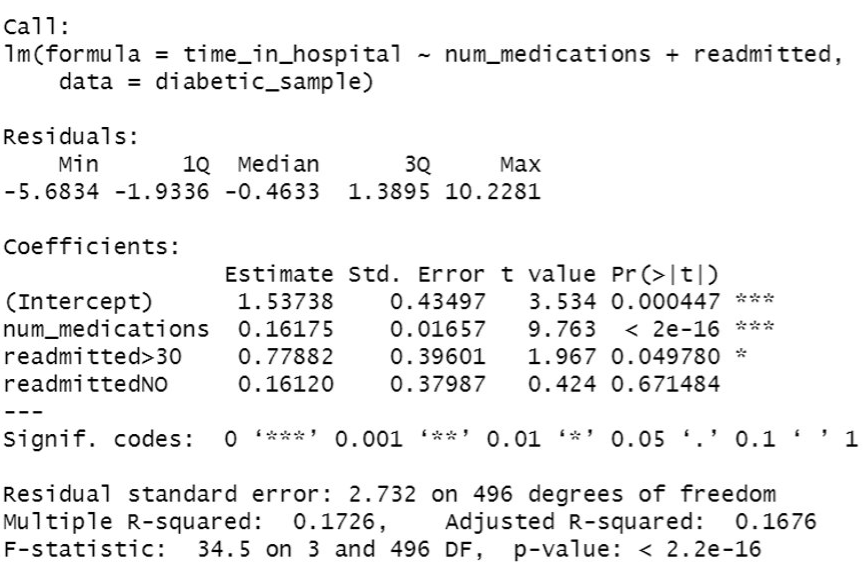 Call:
lm(formula = time_in_hospital ~ num_medications + readmitted,
    data = diabetic_sample)

Residuals:
    Min      1Q  Median      3Q     Max
-5.6834 -1.9336 -0.4633  1.3895 10.2281

Coefficients:
                Estimate Std. Error t value Pr(>|t|)
(Intercept)      1.53738    0.43497   3.534 0.000447 ***
num_medications  0.16175    0.01657   9.763  < 2e-16 ***
readmitted>30    0.77882    0.39601   1.967 0.049780 *
readmittedNO     0.16120    0.37987   0.424 0.671484
---
Signif. codes:  0 ‘***’ 0.001 ‘**’ 0.01 ‘*’ 0.05 ‘.’ 0.1 ‘ ’ 1

Residual standard error: 2.732 on 496 degrees of freedom
Multiple R-squared:  0.1726,    Adjusted R-squared:  0.1676
F-statistic:  34.5 on 3 and 496 DF,  p-value: < 2.2e-16